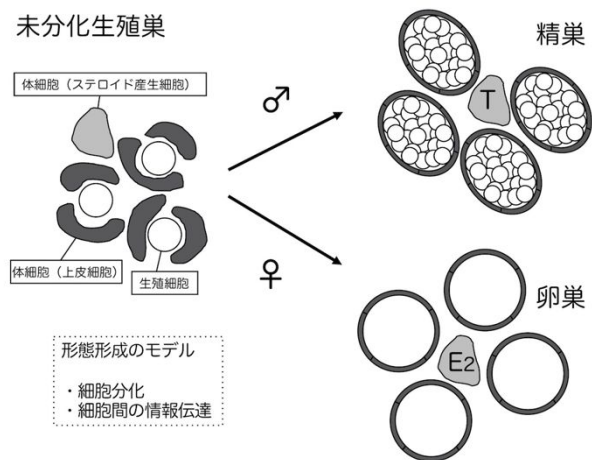 未分化生殖巣
体細胞（ステロイド産生細胞）
体細胞（上皮細胞）
生殖細胞
♂
♀
精巣
T
卵巣
E2
形態形成のモデル
・細胞分化
・細胞間の情報伝達